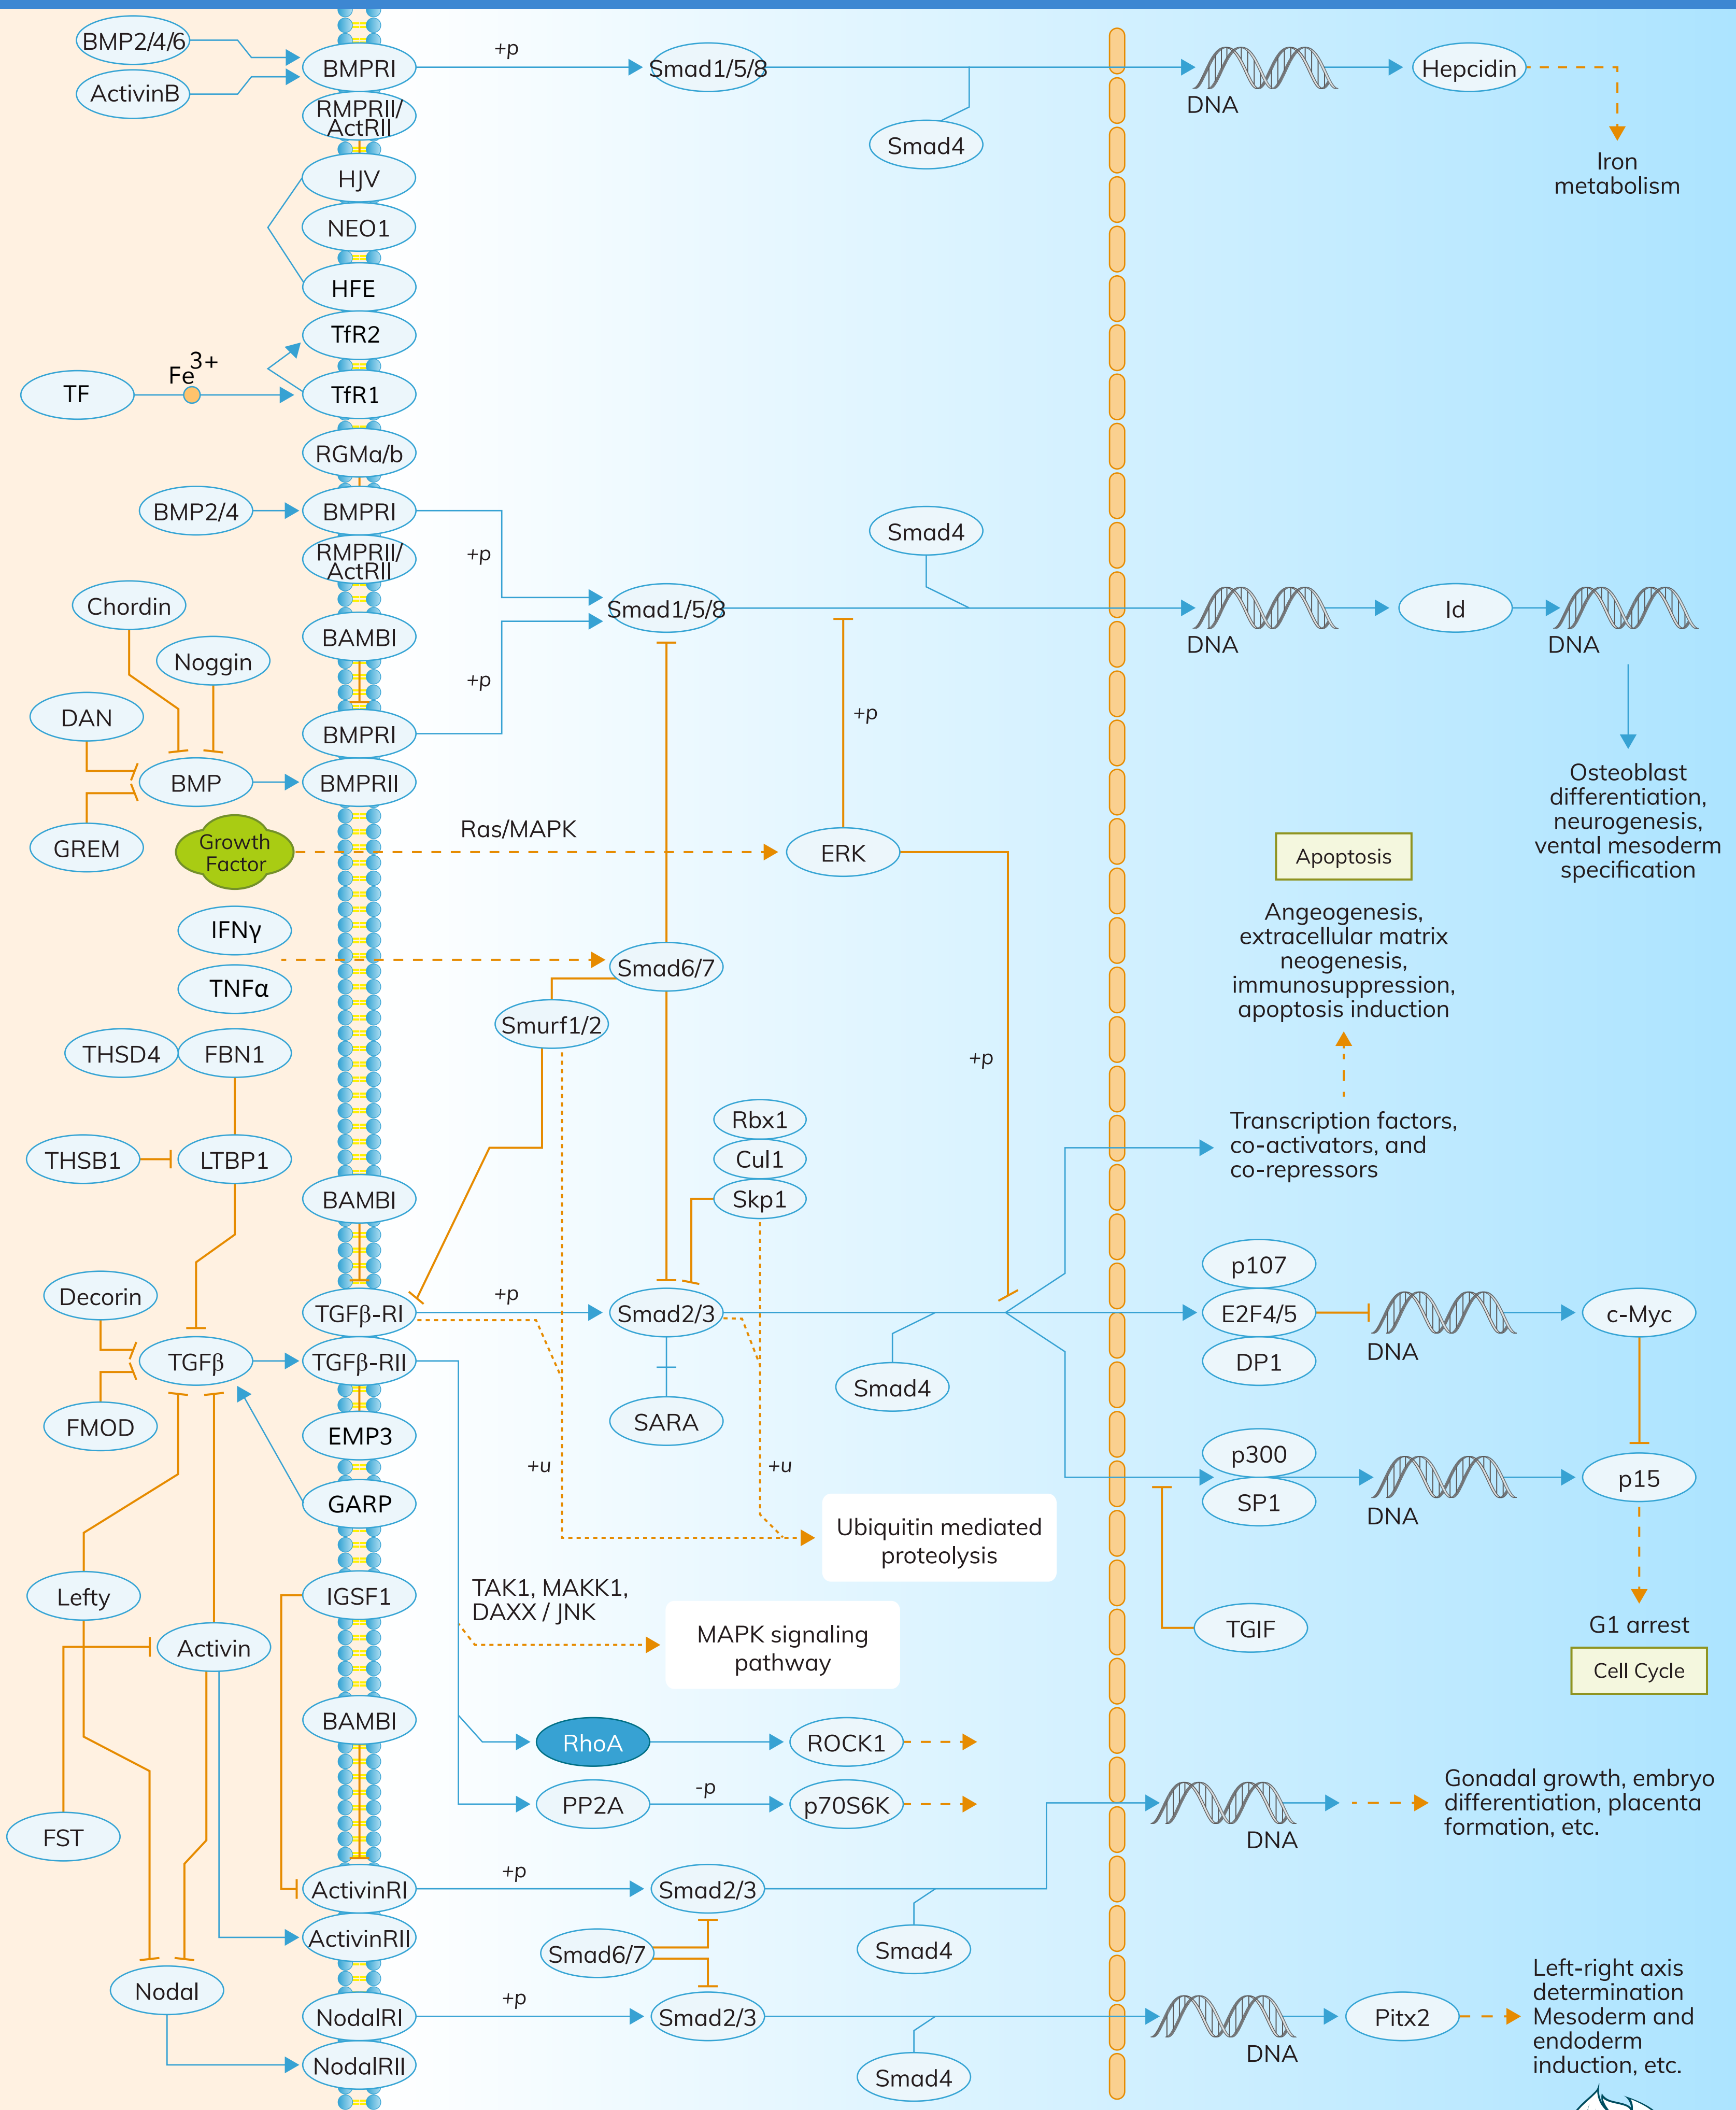 BMP2/4/6
ActivinB
BMPRI
RMPRII/
ActRII
+p
Smad1/5/8
Smad4
DNA
Hepcidin
Iron
metabolism
HJV
NEO1
HFE
TfR2
TF
Fe3+
TfR1
RGMa/b
BMP2/4
BMPRI
RMPRII/
ActRII
+p
Smad4
Smad1/5/8
DNA
Id
DNA
Chordin
Noggin
BAMBI
+p
DAN
BMPRI
+p
BMP
BMPRII
GREM
Osteoblast
differentiation,
neurogenesis,
vental mesoderm
specification
Growth
Factor
Ras/MAPK
ERK
Apoptosis
IFNγ
TNFα
Smad6/7
Smurf1/2
Angeogenesis,
extracellular matrix
neogenesis,
immunosuppression,
apoptosis induction
THSD4
FBN1
+p
Rbx1
Cul1
Skp1
Transcription factors,
co-activators, and
co-repressors
THSB1
LTBP1
BAMBI
Decorin
TGFβ-RI
+p
Smad2/3
p107
E2F4/5
DP1
DNA
c-Myc
TGFβ
TGFβ-RII
Smad4
FMOD
EMP3
SARA
GARP
+u
+u
p300
SP1
DNA
p15
Ubiquitin mediated
proteolysis
Lefty
IGSF1
TAK1, MAKK1,
DAXX / JNK
MAPK signaling
pathway
Activin
TGIF
G1 arrest
Cell Cycle
BAMBI
RhoA
ROCK1
PP2A
-p
p70S6K
FST
DNA
Gonadal growth, embryo
differentiation, placenta
formation, etc.
ActivinRI
+p
Smad2/3
ActivinRII
Smad4
Smad6/7
Nodal
NodalRI
+p
Smad2/3
NodalRII
Smad4
DNA
Pitx2
Left-right axis
determination
Mesoderm and
endoderm
induction, etc.